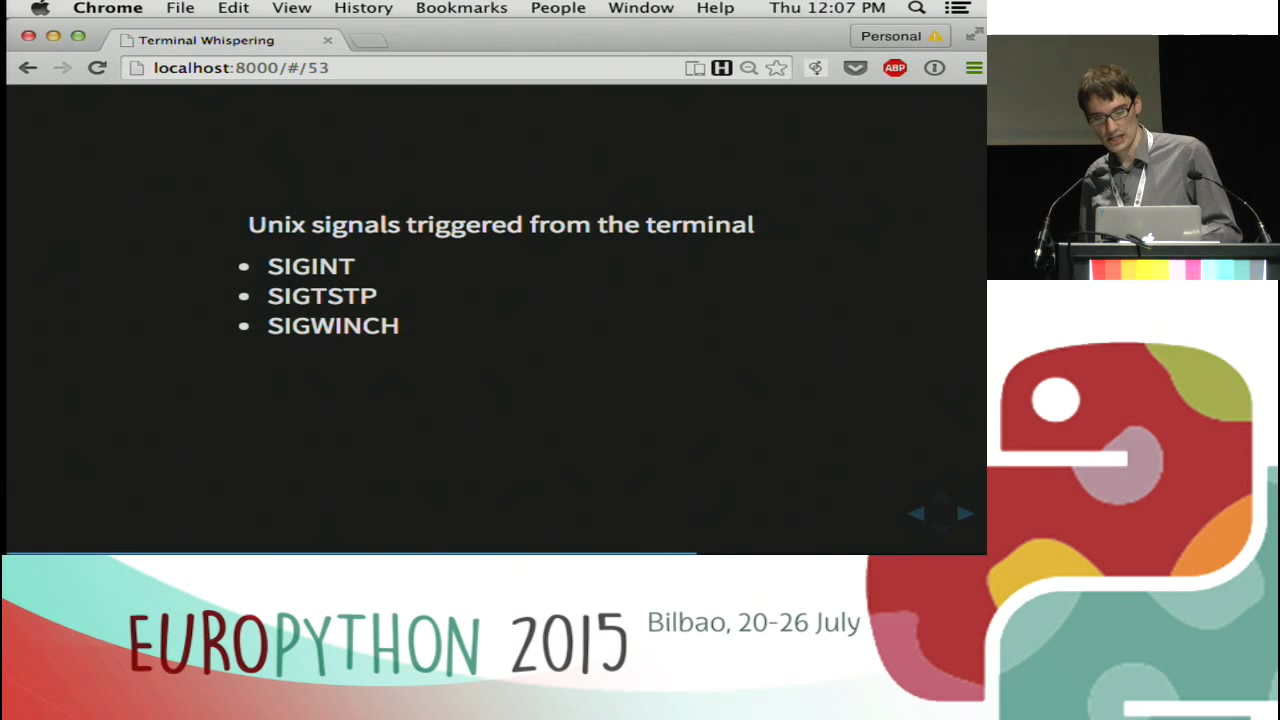 Chrome File Edit View History Bookmarks People Window Help Thu 12:07 PM
Terminal Whispering
Personal
localhost:8000/#/53
ABP
Unix signals triggered from the terminal
• SIGINT
• SIGTSTP
• SIGWINCH
EUROPYTHON 2015
Bilbao, 20-26 July